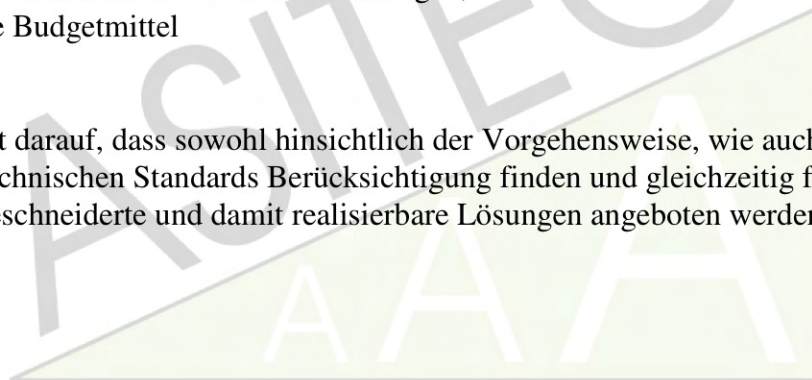 e Budgetmittel
t darauf, dass sowohl hinsichtlich der Vorgehensweise, wie auch
chnischen Standards Berücksichtigung finden und gleichzeitig f
schneiderte und damit realisierbare Lösungen angeboten werden
ASITEC
A A A